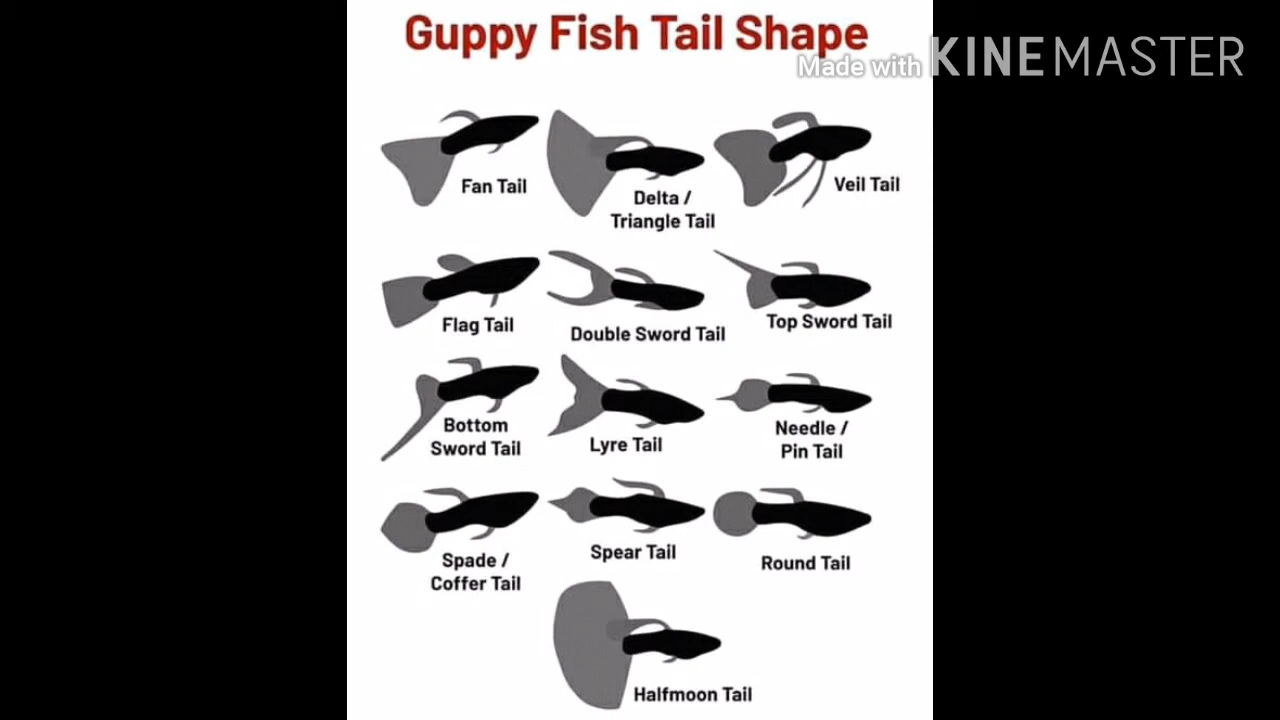 Guppy Fish Tail Shape
Made with KINEMASTER
Fan Tail
Delta /
Triangle Tail
Veil Tail
Flag Tail
Double Sword Tail
Top Sword Tail
Bottom
Sword Tail
Lyre Tail
Needle /
Pin Tail
Spade /
Coffer Tail
Spear Tail
Round Tail
Halfmoon Tail